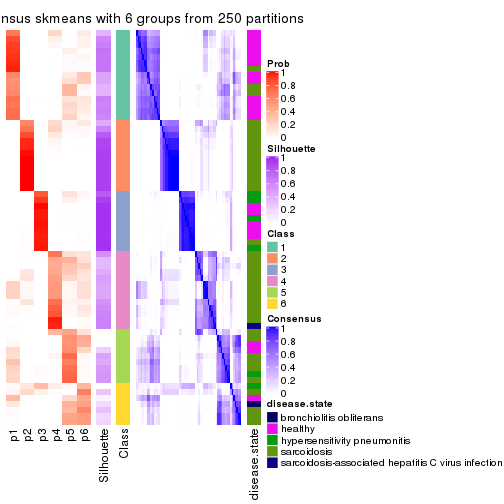 nsus skmeans with 6 groups from 250 partitions
Prob
1
0.8
0.6
0.4
0.2
0
Silhouette
1
0.8
0.6
0.4
0.2
0
Class
1
2
3
4
5
6
Consensus
1
0.8
0.6
0.4
0.2
0
disease.state
bronchiolitis obliterans
healthy
hypersensitivity pneumonitis
sarcoidosis
sarcoidosis-associated hepatitis C virus infection
p1
p2
p3
p4
p5
p6
Silhouette
Class
disease.state